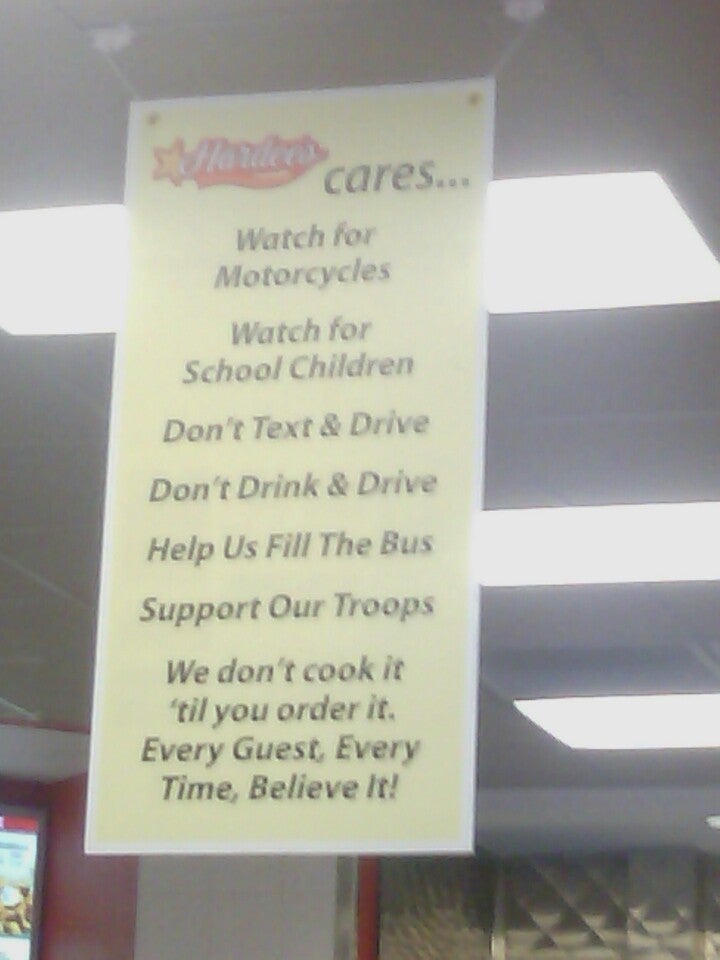 Hardee's cares...
Watch for
Motorcycles
Watch for
School Children
Don't Text & Drive
Don't Drink & Drive
Help Us Fill The Bus
Support Our Troops
We don't cook it
'til you order it.
Every Guest, Every
Time, Believe It!